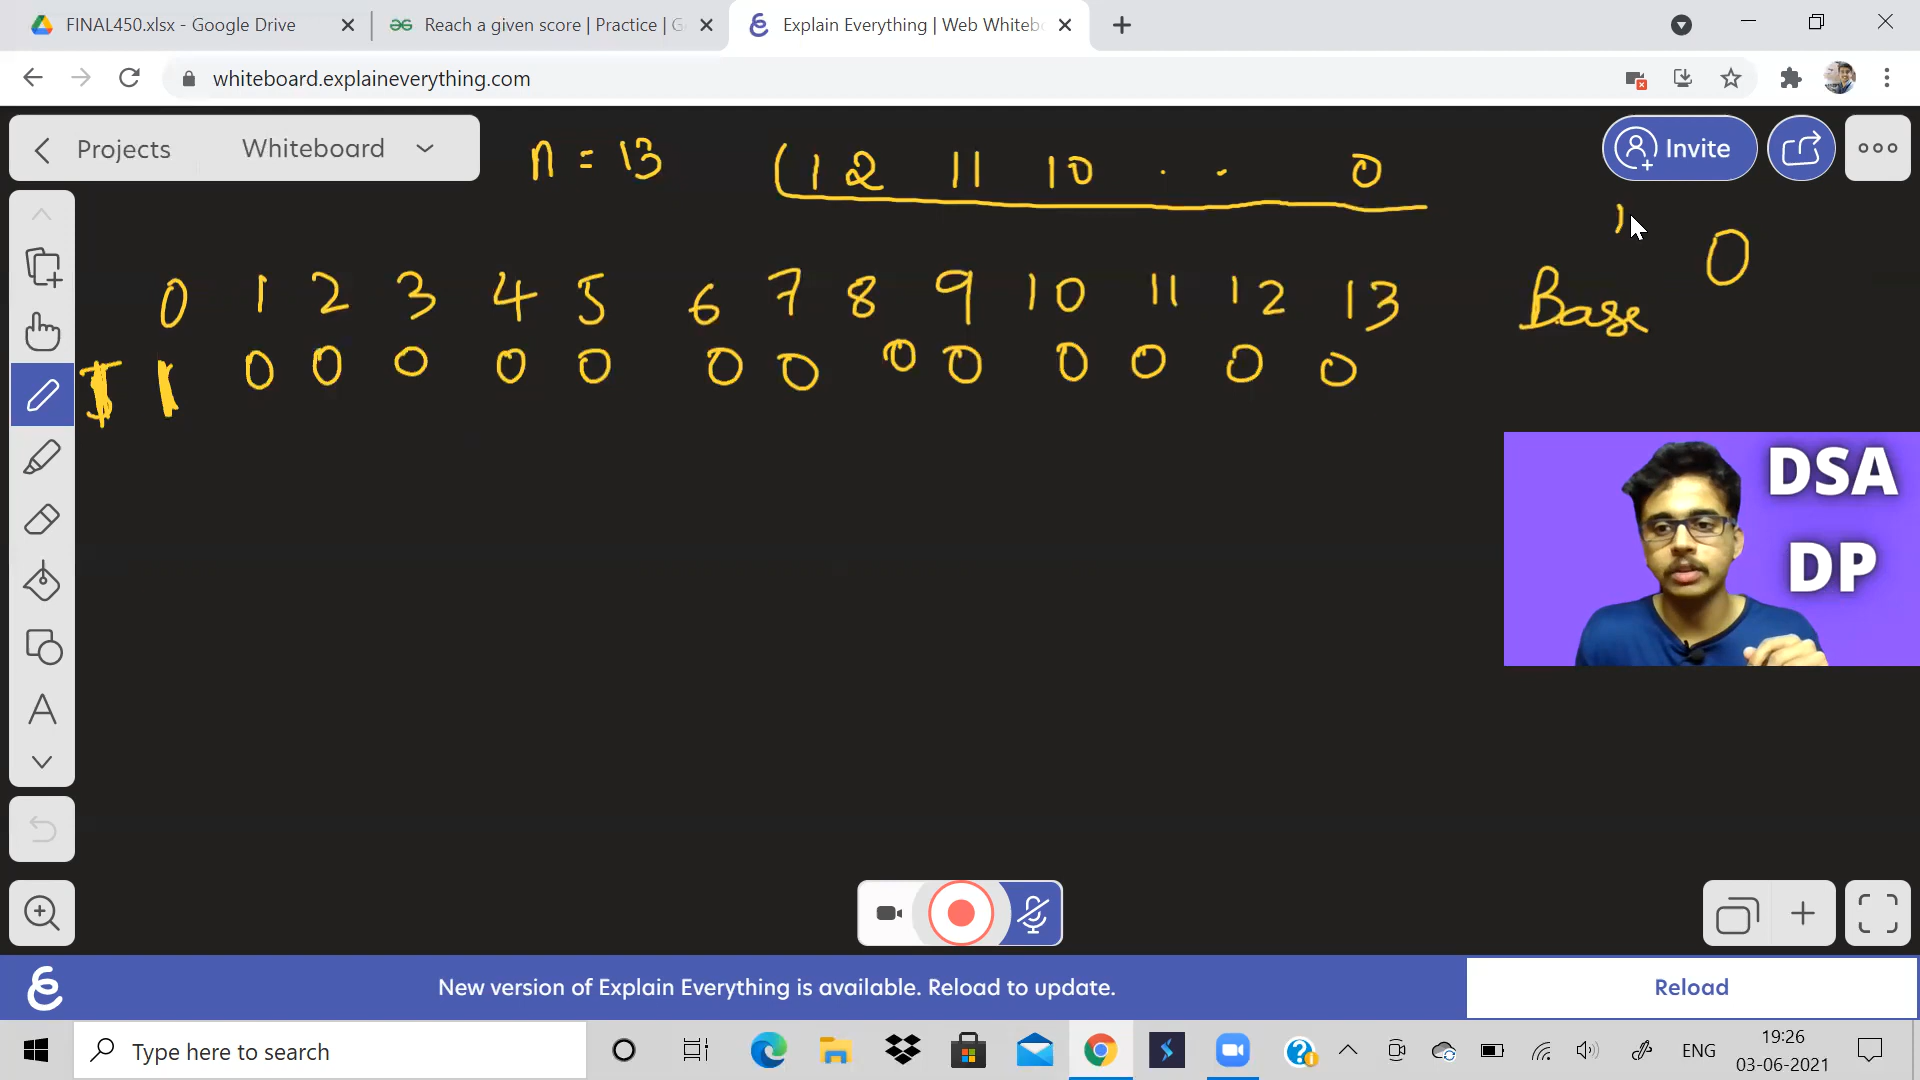 FINAL450.xlsx - Google Drive
Reach a given score | Practice | G
Explain Everything | Web Whiteb
whiteboard.explaineverything.com
Projects Whiteboard
n = 13 (12 11 10 . . 0
Invite
0
0 1 2 3 4 5 6 7 8 9 10 11 12 13 Base
1 0 0 0 0 0 0 0 0 0 0 0 0 0
DSA
DP
A
New version of Explain Everything is available. Reload to update.
Reload
Type here to search
ENG
19:26
03-06-2021